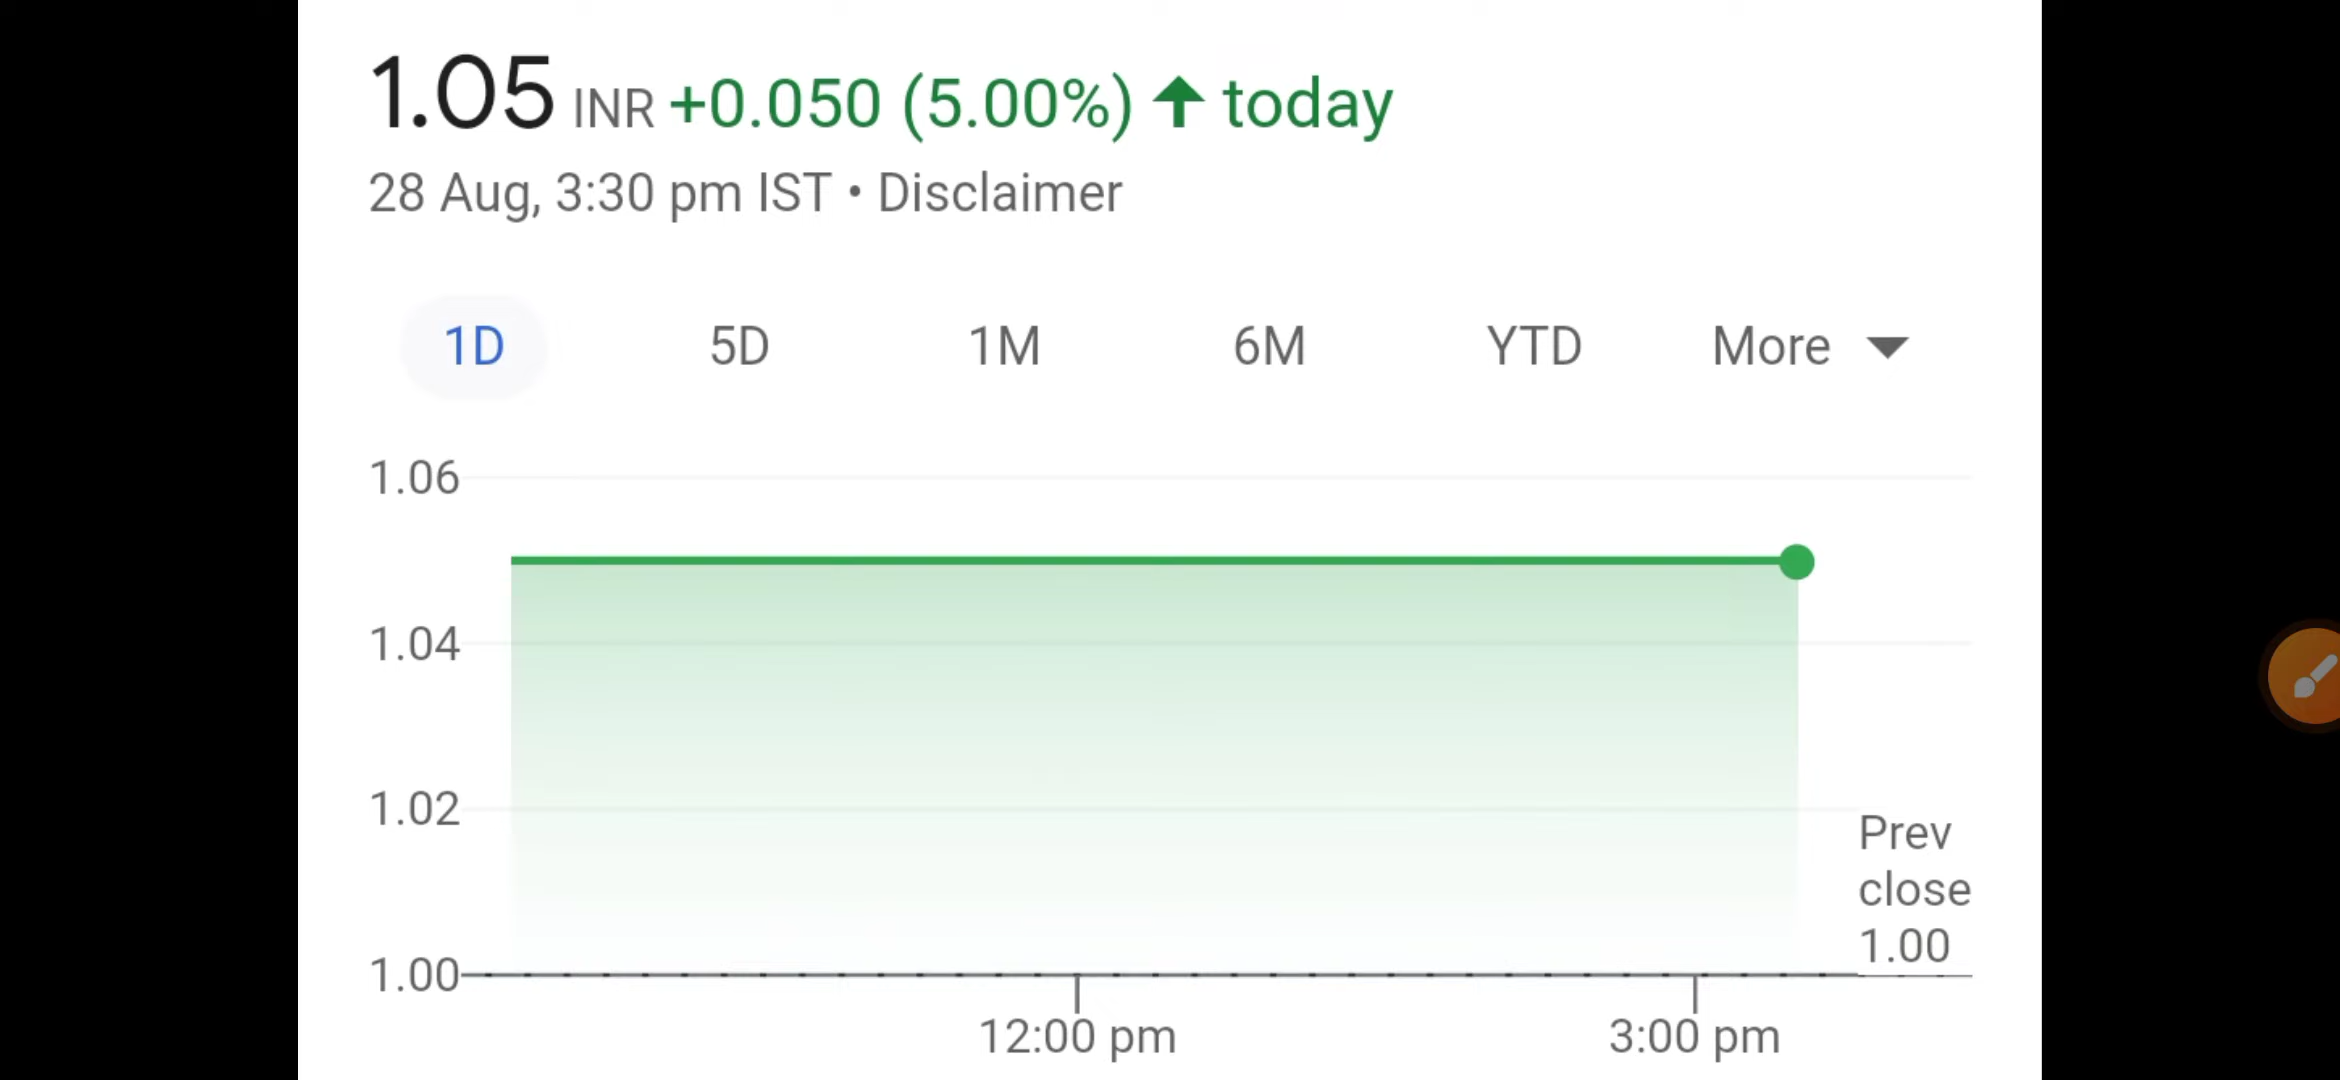 1.05 INR +0.050 (5.00%) ↑ today
28 Aug, 3:30 pm IST • Disclaimer
1D 5D 1M 6M YTD More
1.06
1.04
1.02
Prev
close
1.00
1.00
12:00 pm 3:00 pm